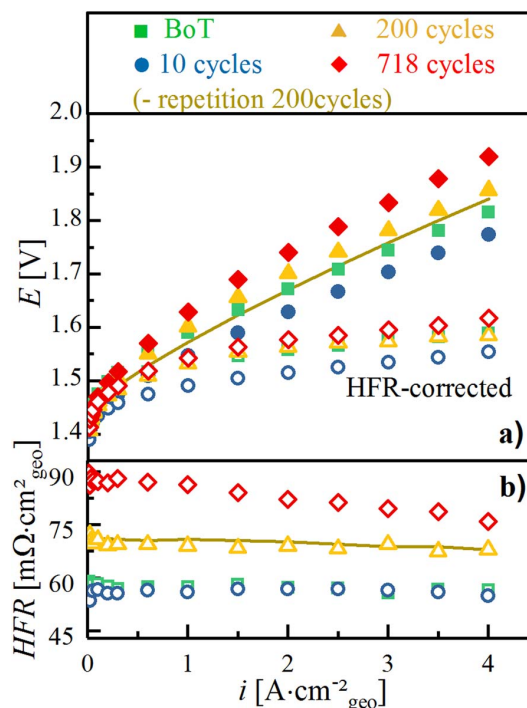 BoT
200 cycles
10 cycles
718 cycles
(- repetition 200cycles)
2.0
1.9
1.8
1.7
1.6
1.5
1.4
E [V]
HFR-corrected
a)
90
75
60
45
HFR [mΩ·cm²geo]
b)
0 1 2 3 4
i [A·cm⁻²geo]